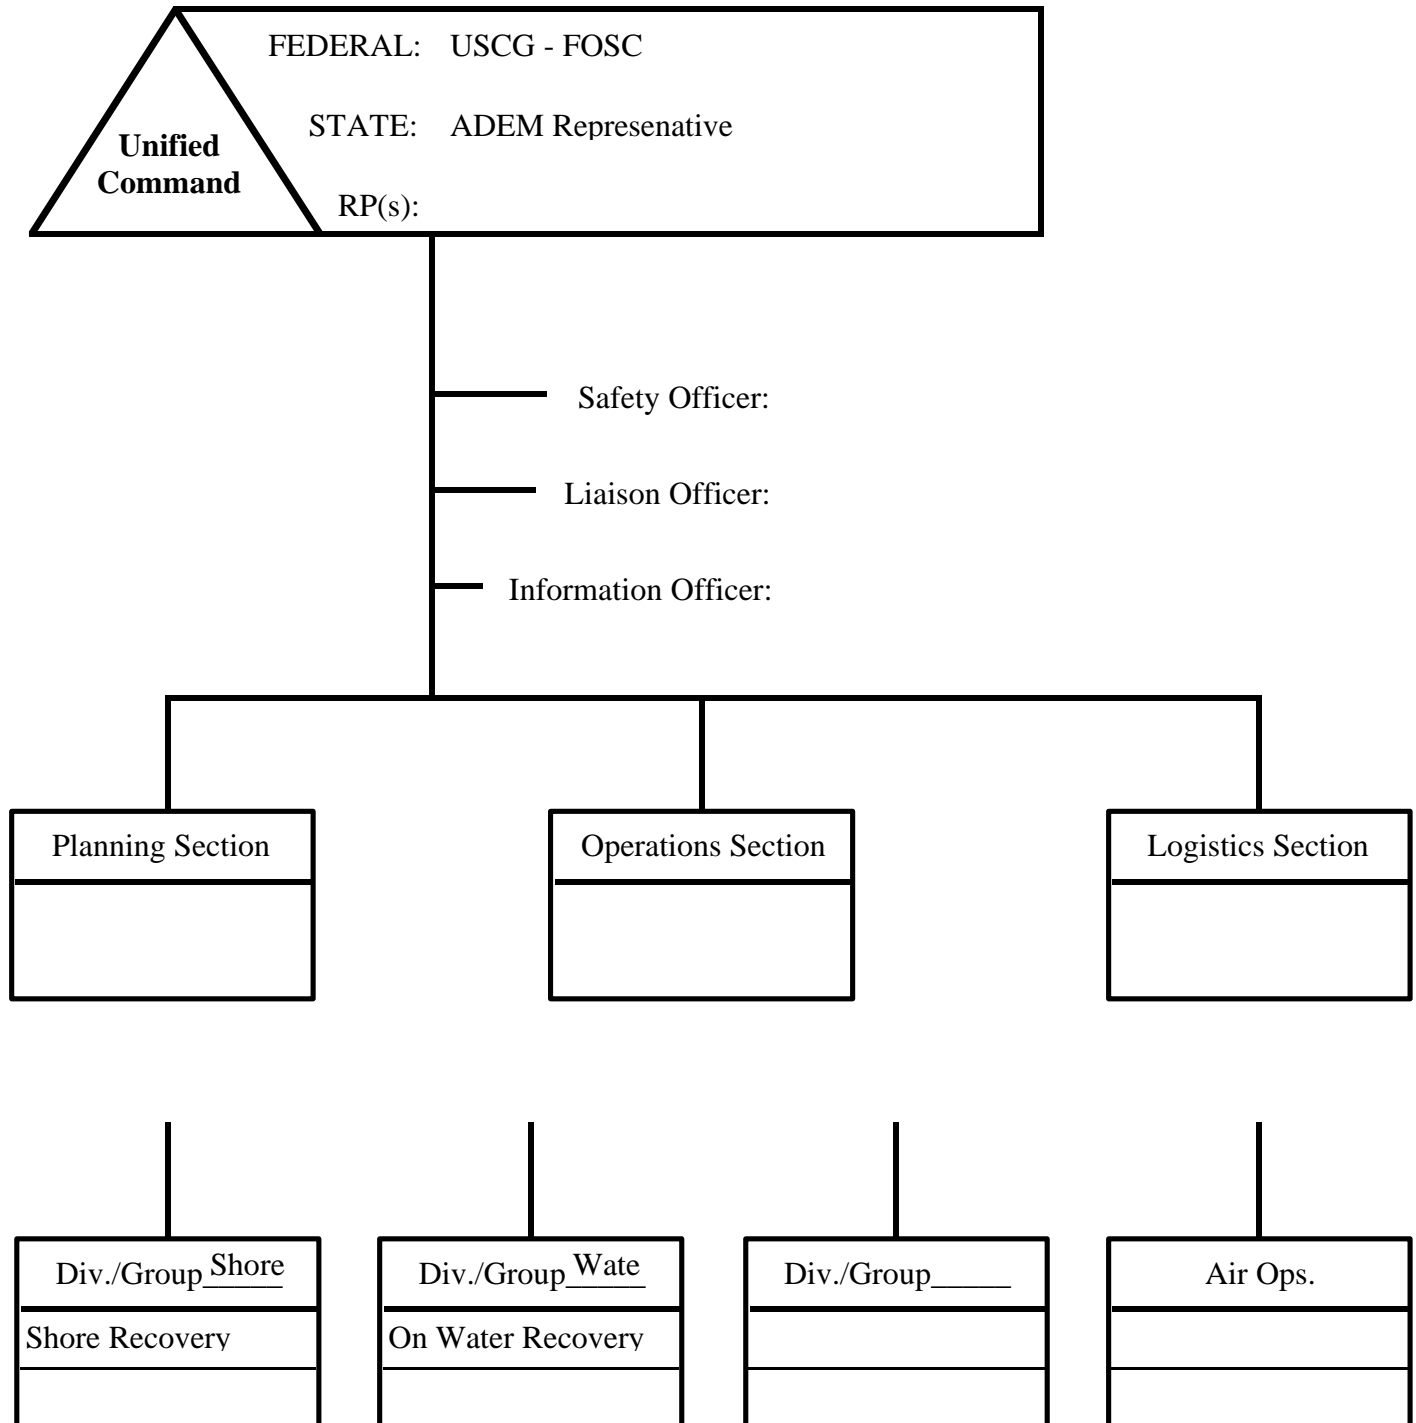 FEDERAL: USCG - FOSC
STATE: ADEM Represenative
Unified
Command
RP(s):
Safety Officer:
Liaison Officer:
Information Officer:
Planning Section
Operations Section
Logistics Section
Div./Group Shore
Div./Group Wate
Div./Group_____
Air Ops.
Shore Recovery
On Water Recovery